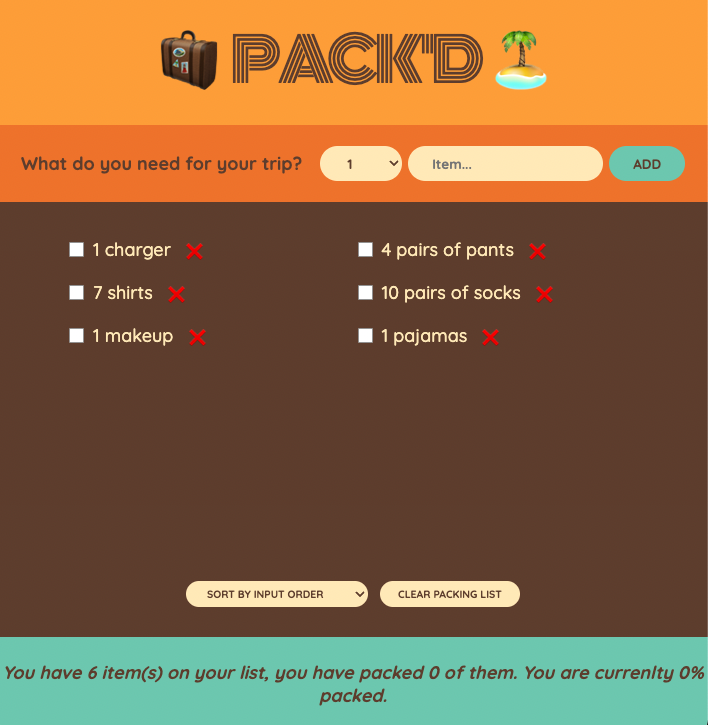 PACK'D
What do you need for your trip? 1 Item... ADD
1 charger 4 pairs of pants
7 shirts 10 pairs of socks
1 makeup 1 pajamas
SORT BY INPUT ORDER CLEAR PACKING LIST
You have 6 item(s) on your list, you have packed 0 of them. You are currenlty 0%
packed.